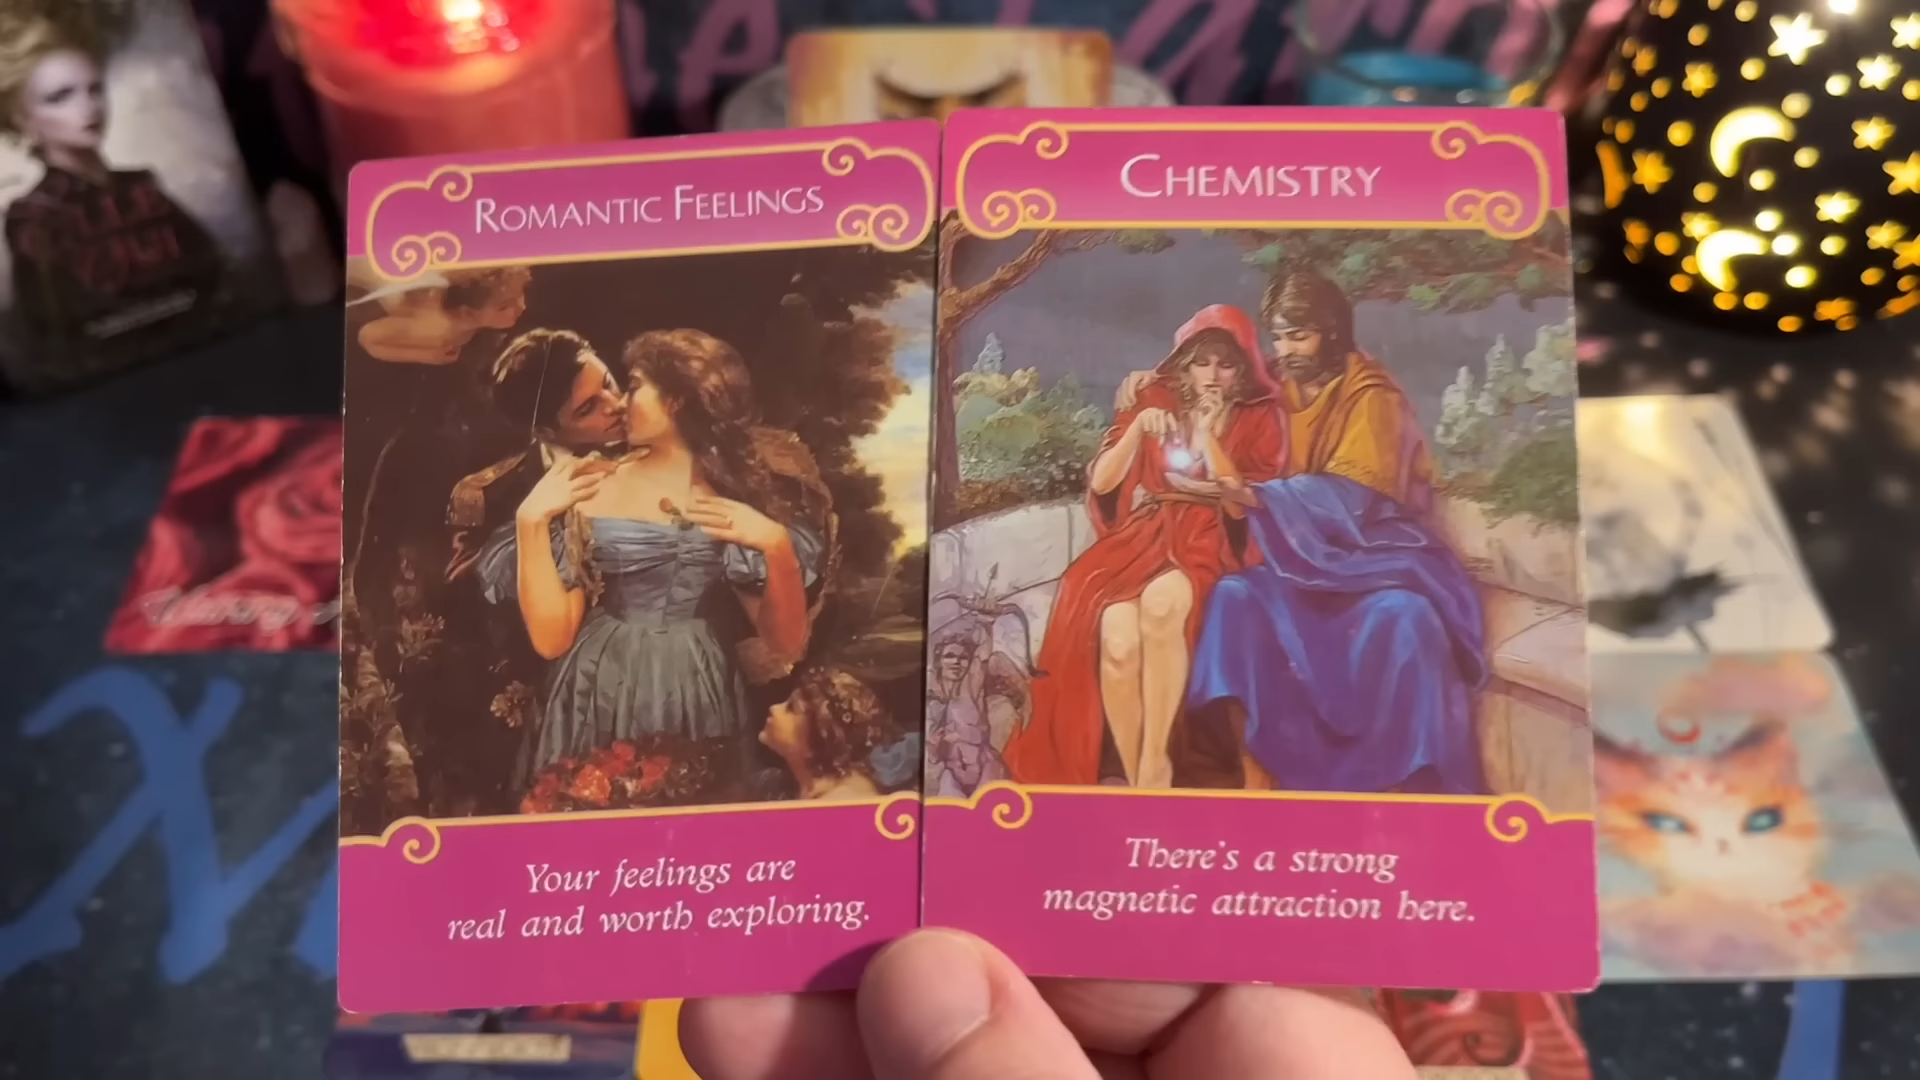 Romantic Feelings
Chemistry
Your feelings are
real and worth exploring.
There's a strong
magnetic attraction here.